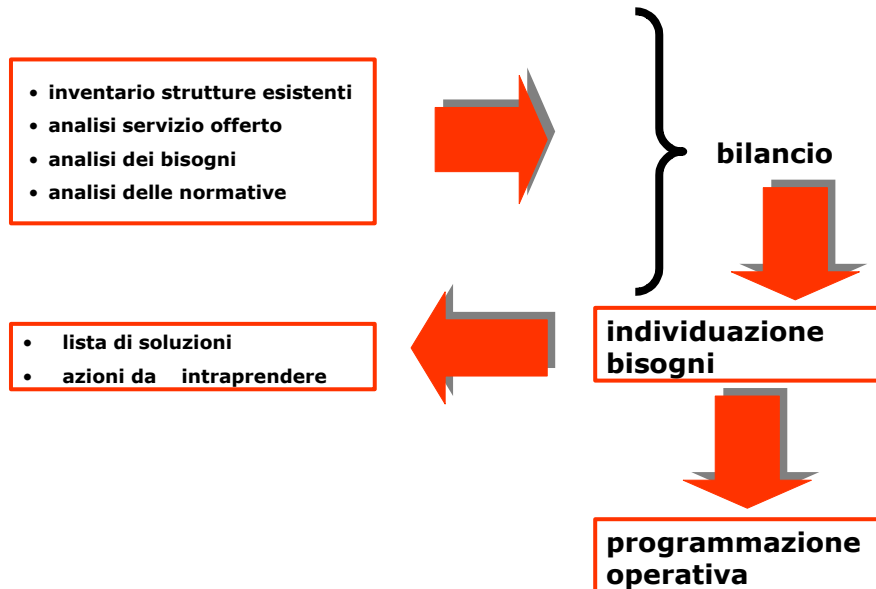 • inventario strutture esistenti
• analisi servizio offerto
• analisi dei bisogni
• analisi delle normative
bilancio
individuazione
bisogni
• lista di soluzioni
• azioni da intraprendere
programmazione
operativa